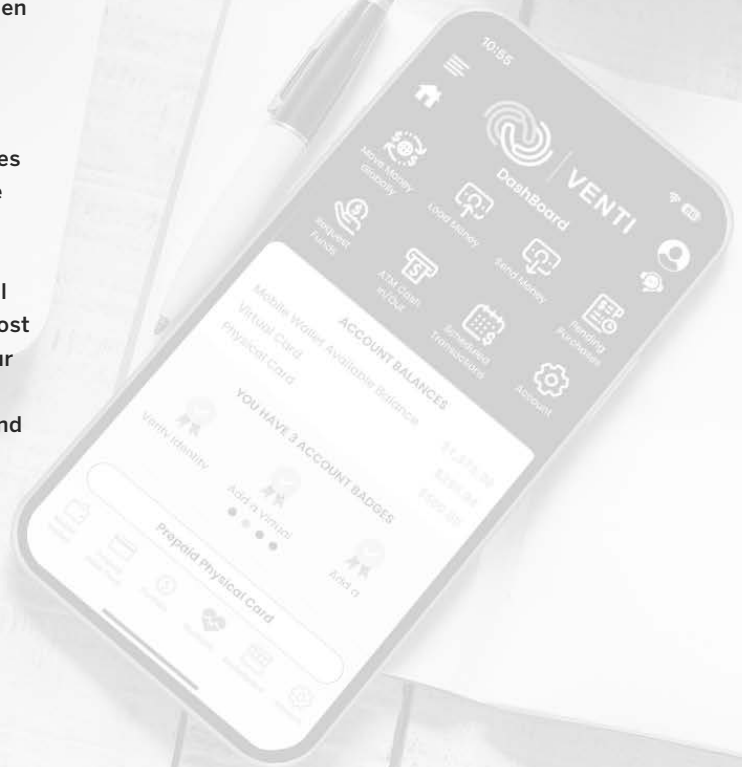 en
es
e
l
ost
ur
nd
10:55
VENTI
DashBoard
Move Money
Globally
Load Money
Send Money
Pending
Purchases
Request
Funds
ATM Cash
In/Out
Scheduled
Transactions
Account
ACCOUNT BALANCES
Mobile Wallet Available Balance
Virtual Card
Physical Card
YOU HAVE 3 ACCOUNT BADGES
Verify Identity
Add a Virtual
Add a
Prepaid Physical Card